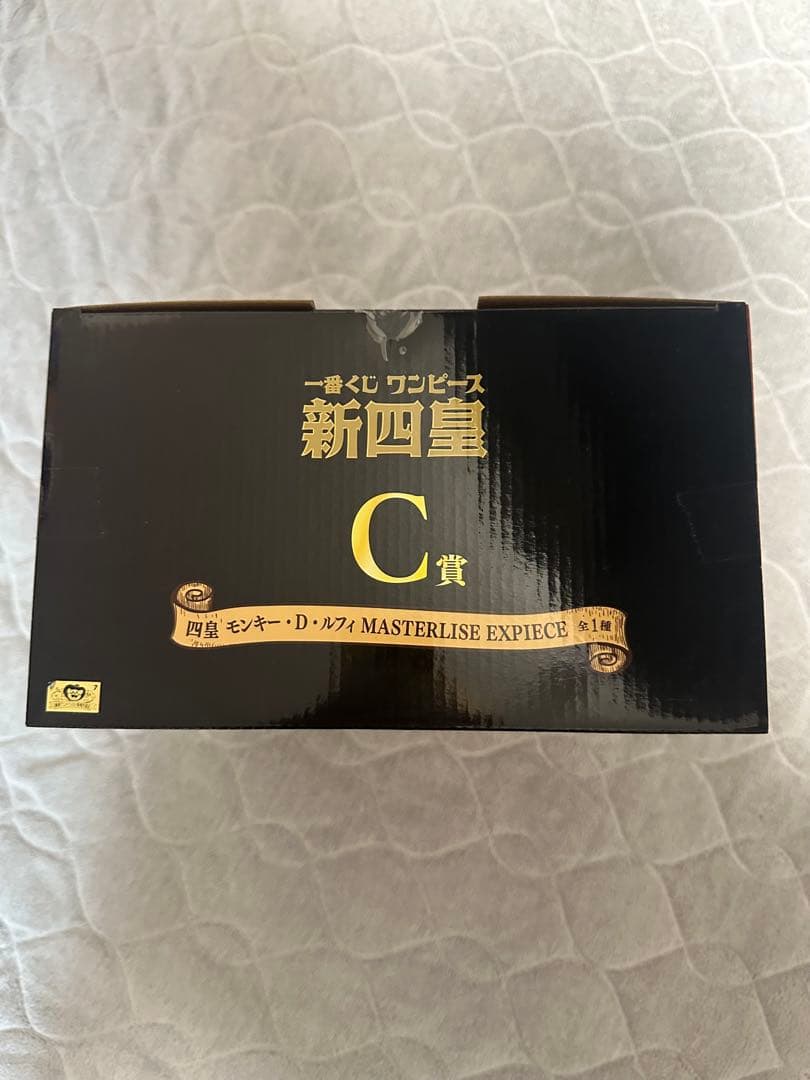 一番くじ ワンピース
新四皇
C賞
四皇 モンキー・D・ルフィ MASTERLISE EXPIECE 全1種
7